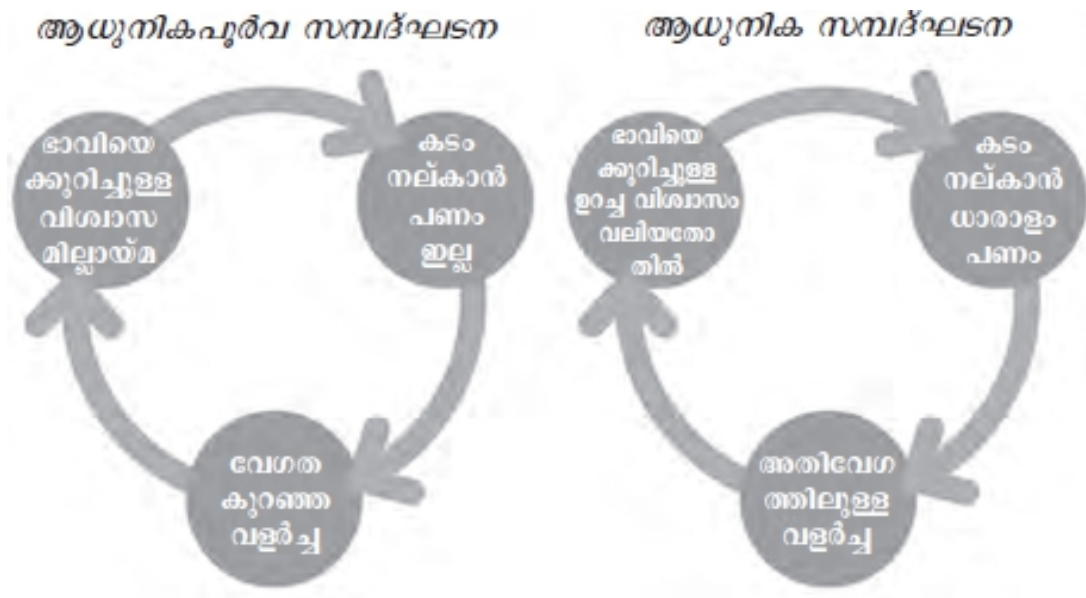 ആധുനികപൂർവ സമ്പദ്ഘടന
ഭാവിയെ
ക്കുറിച്ചുള്ള
വിശ്വാസ
മില്ലായ്മ
കടം
നല്കാൻ
പണം
ഇല്ല
വേഗത
കുറഞ്ഞ
വളർച്ച
ആധുനിക സമ്പദ്ഘടന
ഭാവിയെ
ക്കുറിച്ചുള്ള
ഉറച്ച വിശ്വാസം
വലിയതോ
തിൽ
കടം
നല്കാൻ
ധാരാളം
പണം
അതിവേഗ
ത്തിലുള്ള
വളർച്ച